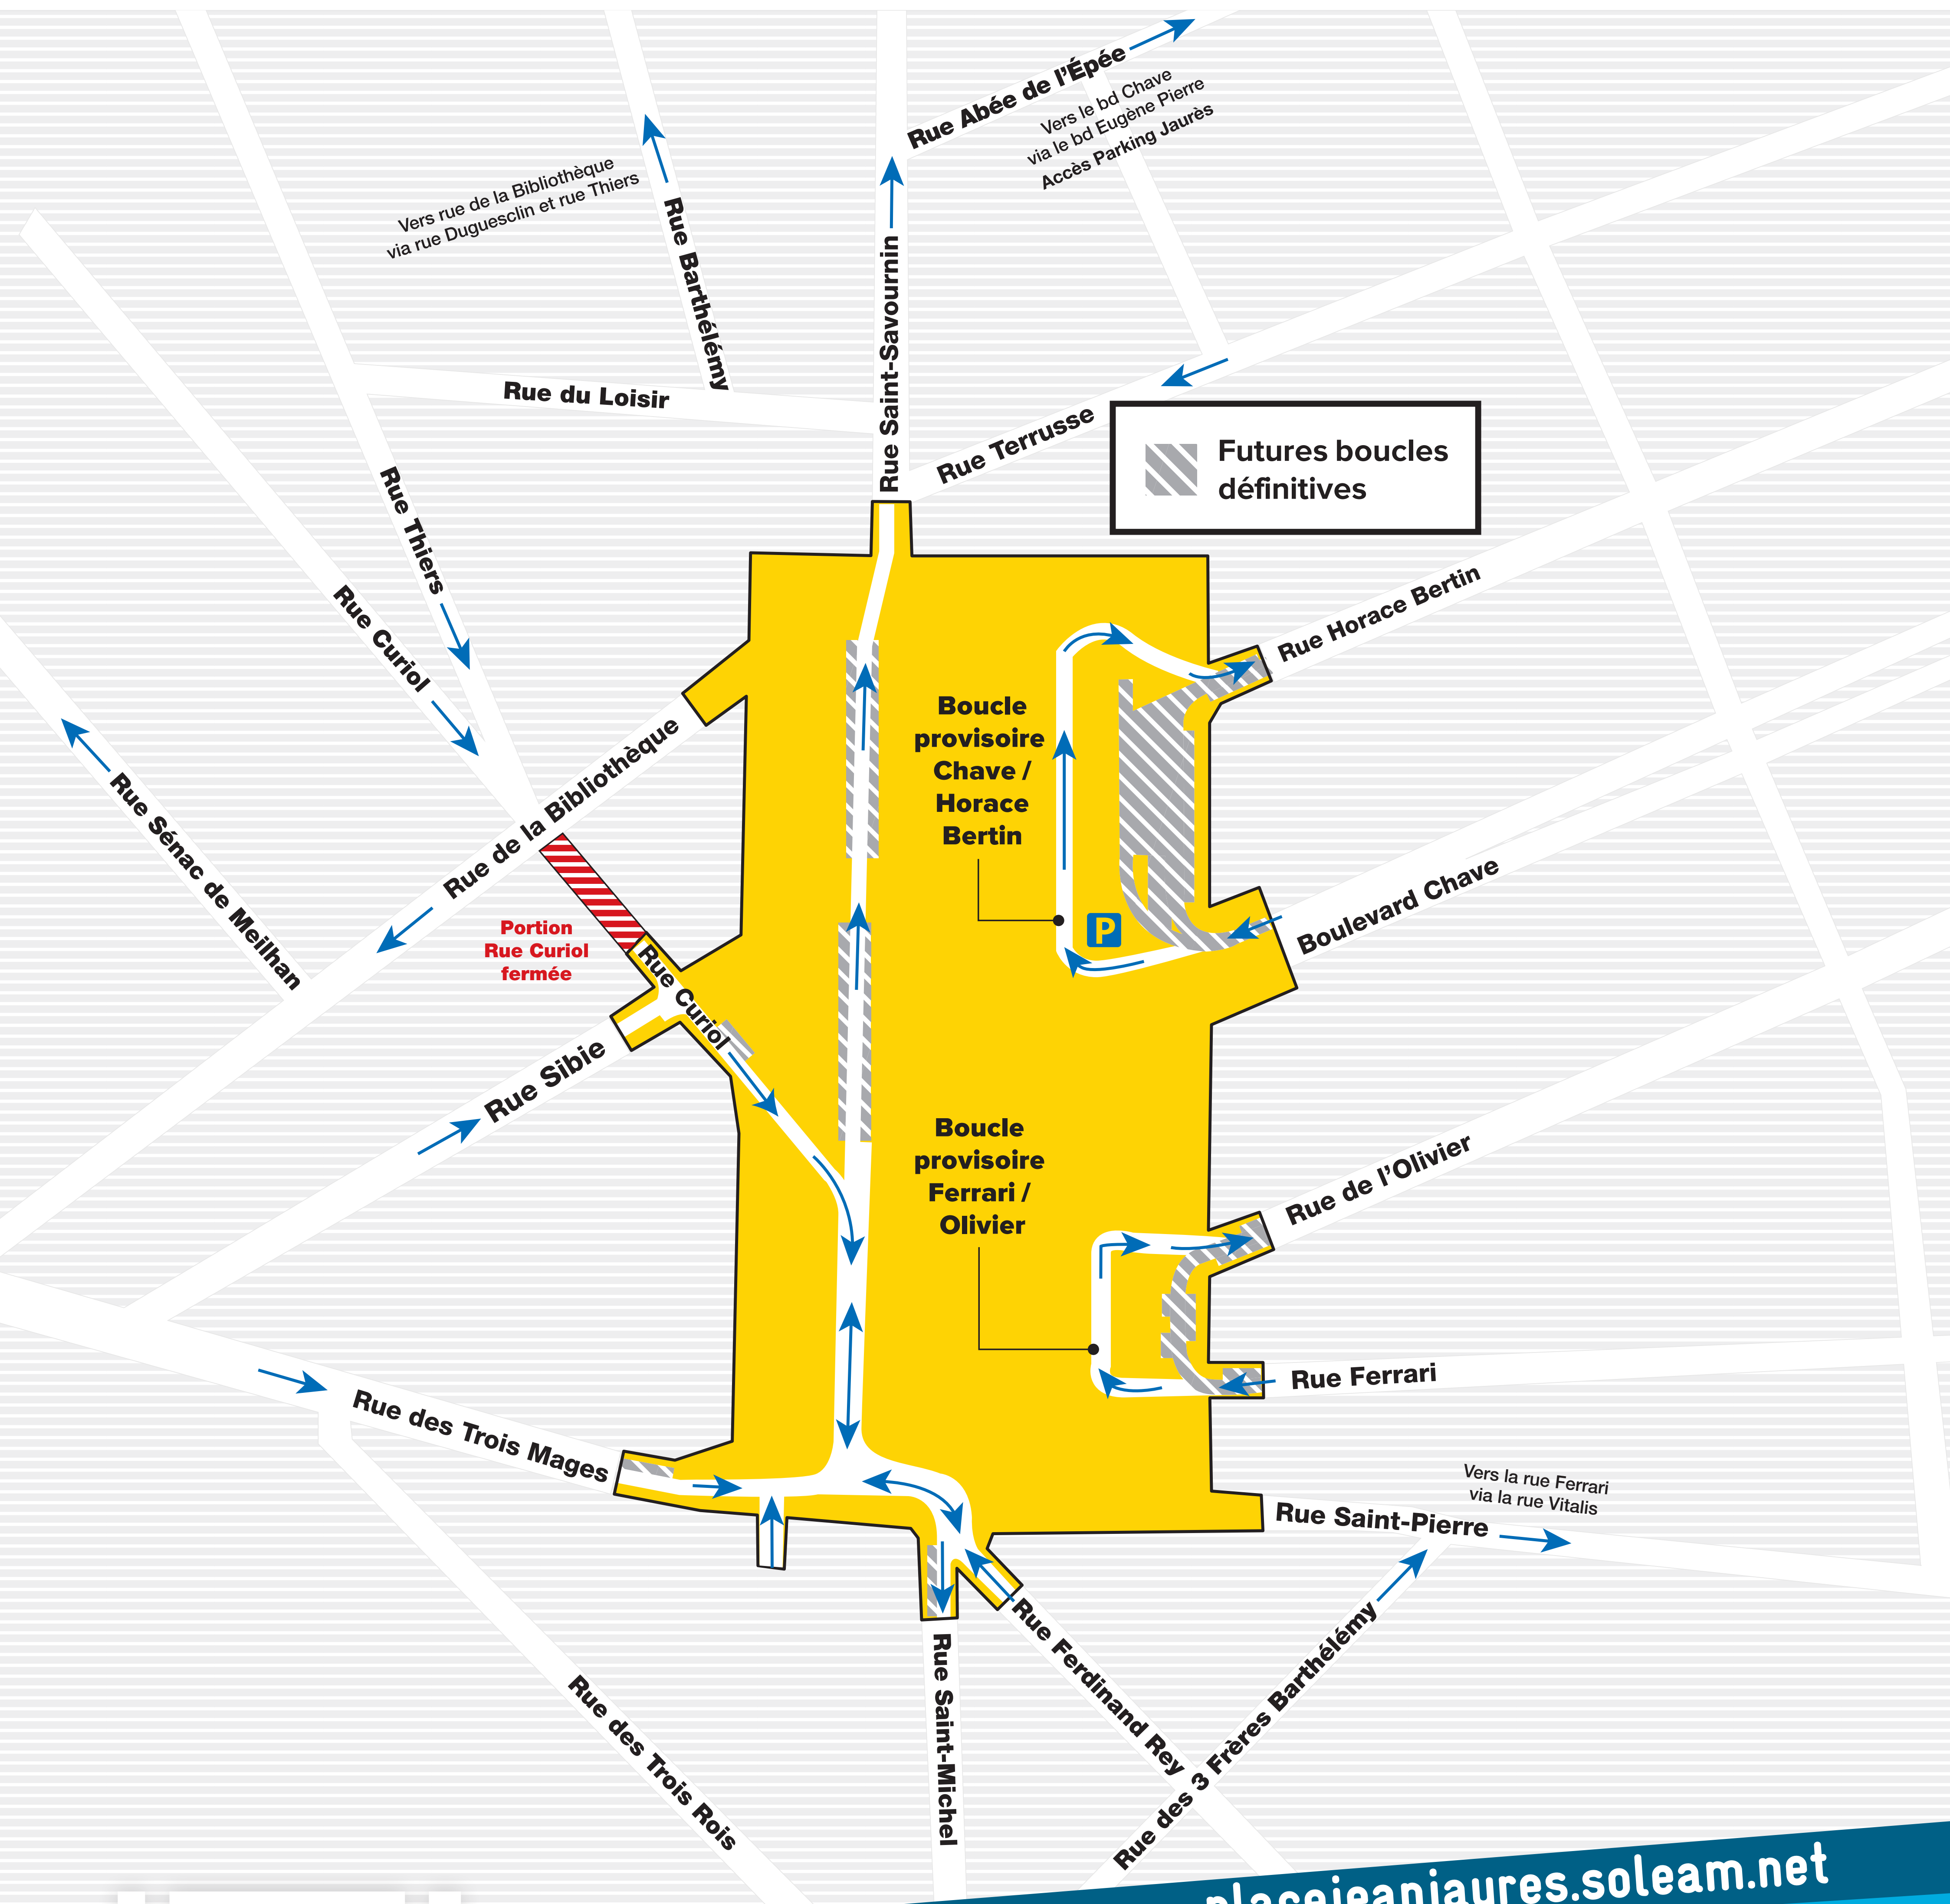 Rue Abée de l'Épée
Vers le bd Chave
via le bd Eugène Pierre
Accès Parking Jaurès
Vers rue de la Bibliothèque
via rue Duguesclin et rue Thiers
Rue Barthélémy
Rue Saint-Savournin
Rue du Loisir
Rue Terrusse
Futures boucles
définitives
Rue Thiers
Rue Curiol
Rue Horace Bertin
Boucle
provisoire
Chave /
Horace
Bertin
Rue de la Bibliothèque
Rue Sénac de Meilhan
P
Boulevard Chave
Portion
Rue Curiol
fermée
Rue Curiol
Rue Sibie
Boucle
provisoire
Ferrari /
Olivier
Rue de l'Olivier
Rue Ferrari
Rue des Trois Mages
Vers la rue Ferrari
via la rue Vitalis
Rue Saint-Pierre
Rue Ferdinand Rey
Rue Saint-Michel
Rue des 3 Frères Barthélémy
Rue des Trois Rois
placejeanjaures.soleam.net